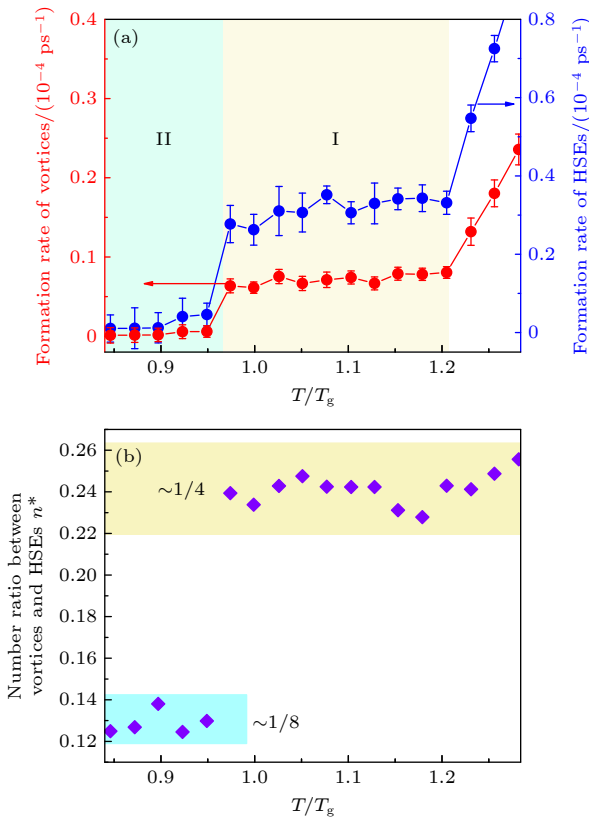 (a)
II
I
Formation rate of vortices/(10⁻⁴ ps⁻¹)
0.4
0.3
0.2
0.1
0
Formation rate of HSEs/(10⁻⁴ ps⁻¹)
0.8
0.6
0.4
0.2
0
0.9 1.0 1.1 1.2
T/Tg
(b)
~1/4
~1/8
Number ratio between
vortices and HSEs n*
0.26
0.24
0.22
0.20
0.18
0.16
0.14
0.12
0.9 1.0 1.1 1.2
T/Tg